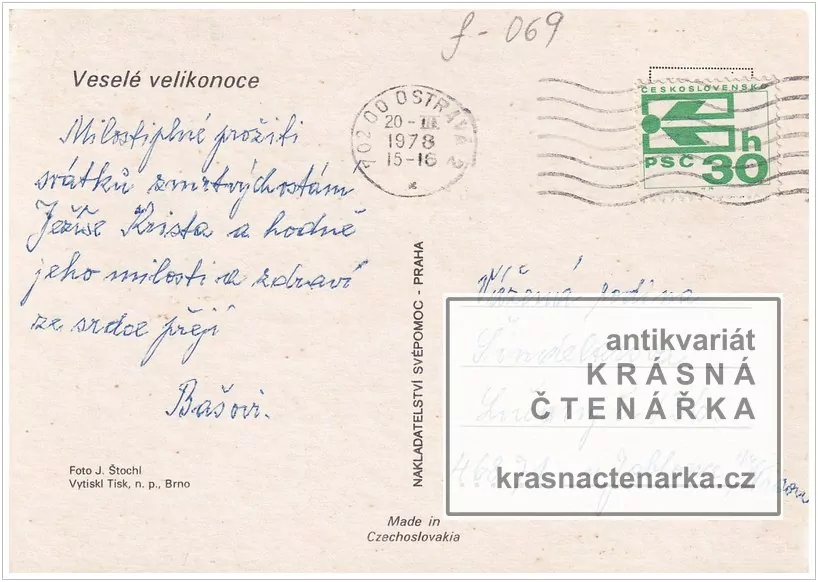 f - 069
Veselé velikonoce
Milostiplné prožití
svátků zmrtvýchvstání
Ježíše Krista a hodně
jeho milosti a zdraví
ze srdce přejí
Bašovi.
Foto J. Štochl
Vytiskl Tisk, n. p., Brno
702 00 OSTRAVA 2
20 - III.
1978
15-16
NAKLADATELSTVÍ SVÉPOMOC - PRAHA
Made in
Czechoslovakia
ČESKOSLOVENSKO
h
PSČ 30
Vážená rodina
antikvariát
KRÁSNÁ
ČTENÁŘKA
krasnactenarka.cz